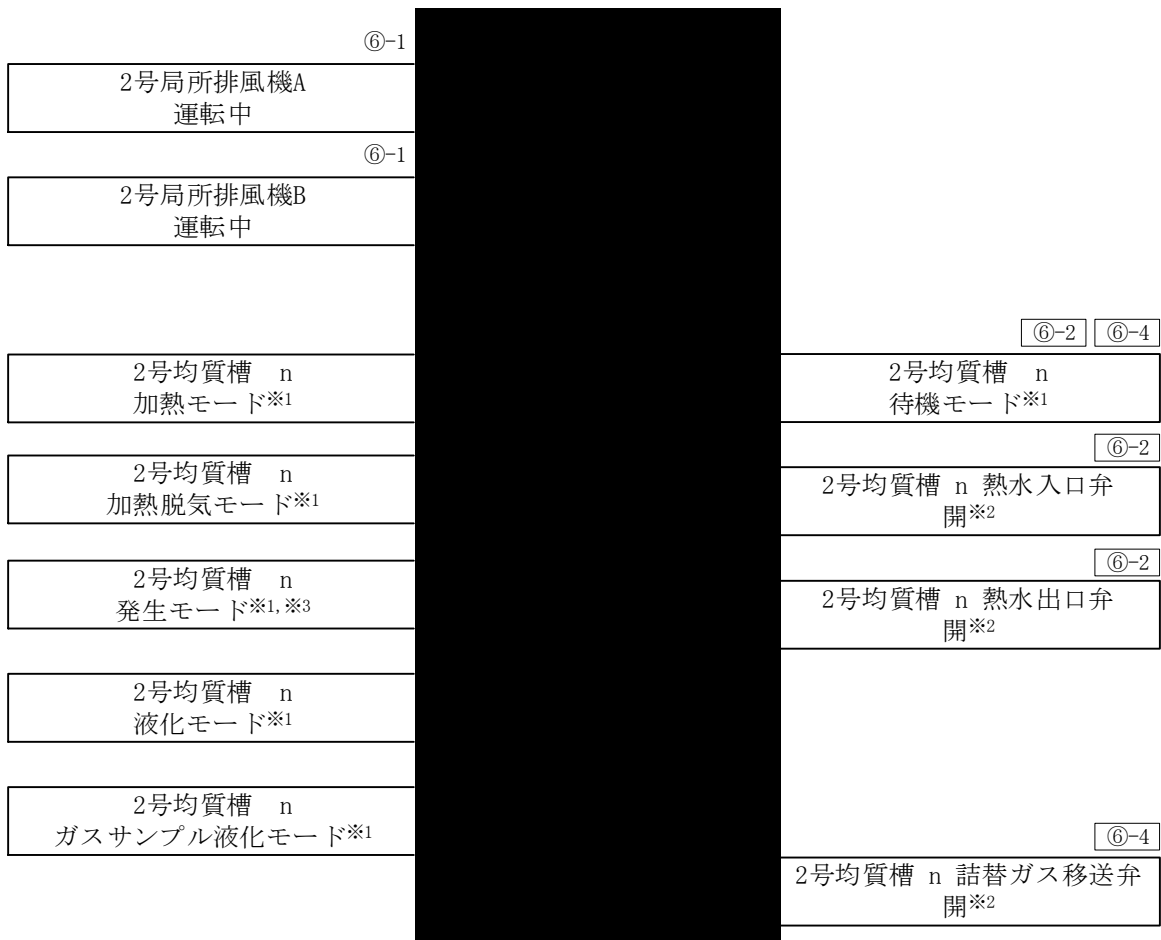 ⑥-1
2号局所排風機A
運転中
⑥-1
2号局所排風機B
運転中
2号均質槽　n
加熱モード※1
2号均質槽　n
加熱脱気モード※1
2号均質槽　n
発生モード※1,※3
2号均質槽　n
液化モード※1
2号均質槽　n
ガスサンプル液化モード※1
⑥-2 ⑥-4
2号均質槽　n
待機モード※1
⑥-2
2号均質槽 n 熱水入口弁
開※2
⑥-2
2号均質槽 n 熱水出口弁
開※2
⑥-4
2号均質槽 n 詰替ガス移送弁
開※2